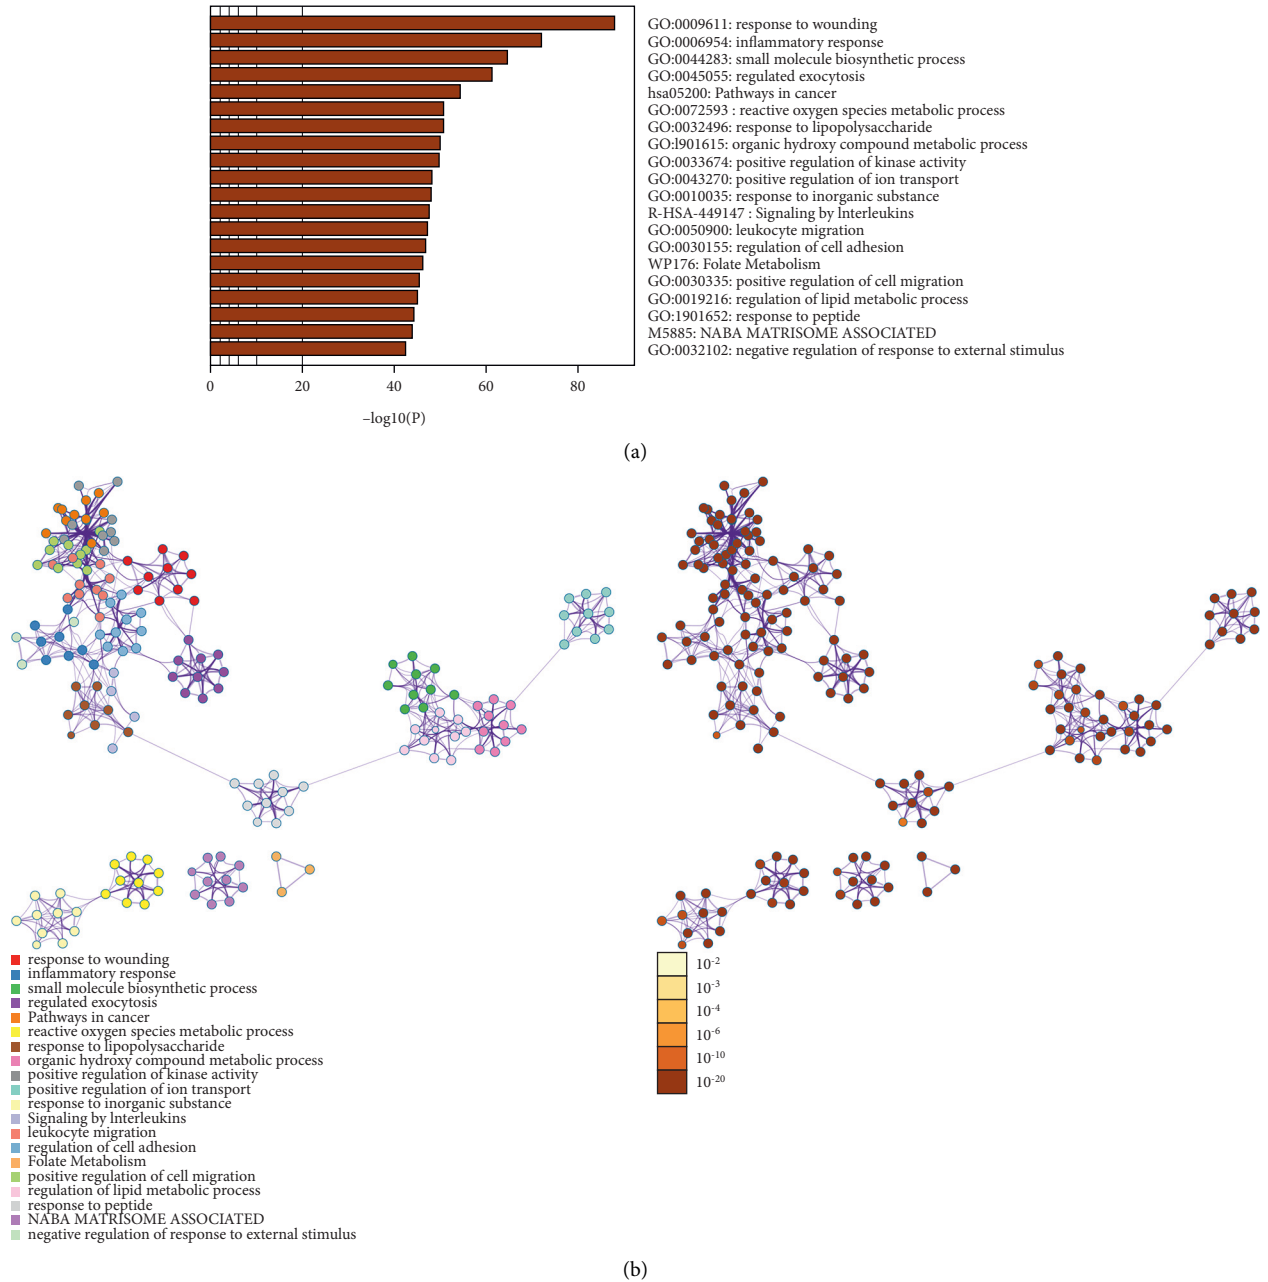 GO:0009611: response to wounding
GO:0006954: inflammatory response
GO:0044283: small molecule biosynthetic process
GO:0045055: regulated exocytosis
hsa05200: Pathways in cancer
GO:0072593 : reactive oxygen species metabolic process
GO:0032496: response to lipopolysaccharide
GO:l901615: organic hydroxy compound metabolic process
GO:0033674: positive regulation of kinase activity
GO:0043270: positive regulation of ion transport
GO:0010035: response to inorganic substance
R-HSA-449147 : Signaling by lnterleukins
GO:0050900: leukocyte migration
GO:0030155: regulation of cell adhesion
WP176: Folate Metabolism
GO:0030335: positive regulation of cell migration
GO:0019216: regulation of lipid metabolic process
GO:1901652: response to peptide
M5885: NABA MATRISOME ASSOCIATED
GO:0032102: negative regulation of response to external stimulus
0 20 40 60 80
–log10(P)
(a)
response to wounding
inflammatory response
small molecule biosynthetic process
regulated exocytosis
Pathways in cancer
reactive oxygen species metabolic process
response to lipopolysaccharide
organic hydroxy compound metabolic process
positive regulation of kinase activity
positive regulation of ion transport
response to inorganic substance
Signaling by lnterleukins
leukocyte migration
regulation of cell adhesion
Folate Metabolism
positive regulation of cell migration
regulation of lipid metabolic process
response to peptide
NABA MATRISOME ASSOCIATED
negative regulation of response to external stimulus
10-2
10-3
10-4
10-6
10-10
10-20
(b)